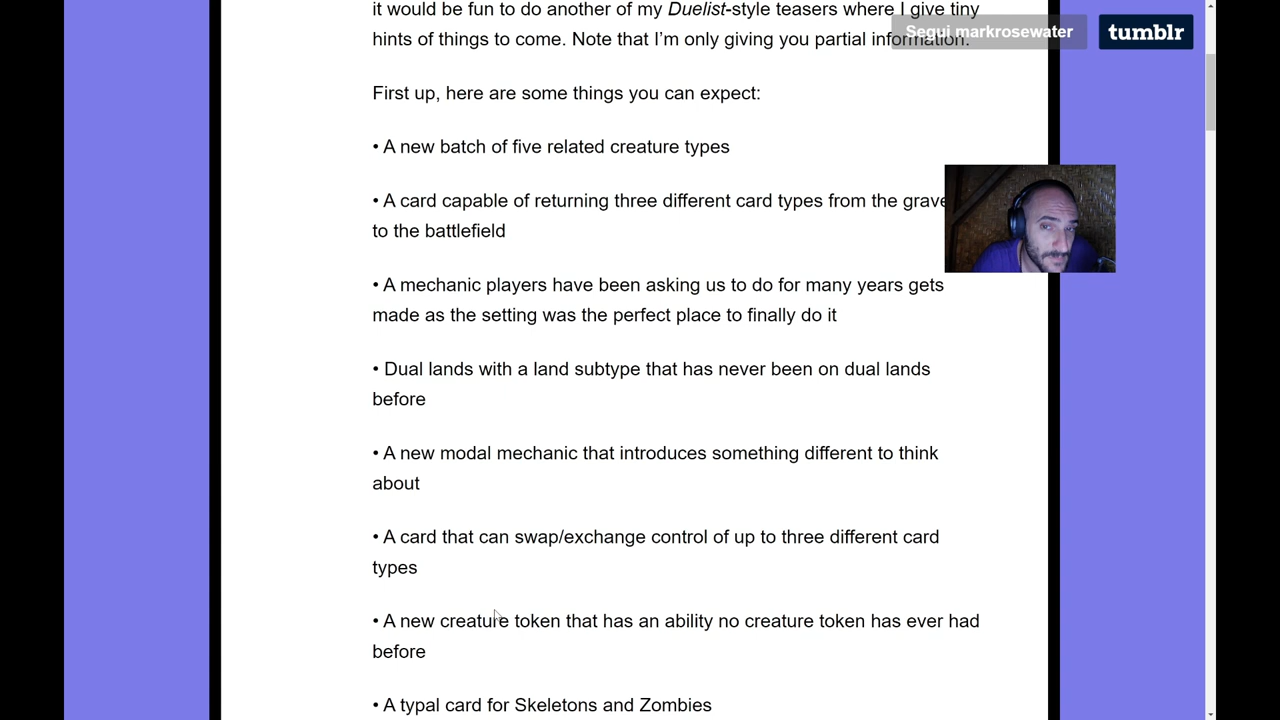 it would be fun to do another of my Duelist-style teasers where I give tiny
hints of things to come. Note that I’m only giving you partial information.
Segui markrosewater
tumblr
First up, here are some things you can expect:
• A new batch of five related creature types
• A card capable of returning three different card types from the grave
to the battlefield
• A mechanic players have been asking us to do for many years gets
made as the setting was the perfect place to finally do it
• Dual lands with a land subtype that has never been on dual lands
before
• A new modal mechanic that introduces something different to think
about
• A card that can swap/exchange control of up to three different card
types
• A new creature token that has an ability no creature token has ever had
before
• A typal card for Skeletons and Zombies